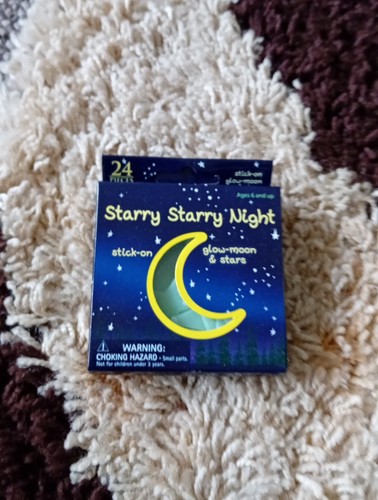 24
PIECES
stick-on
glow-moon
Ages 6 and up
Starry Starry Night
stick-on
glow-moon
& stars
WARNING:
CHOKING HAZARD - Small parts.
Not for children under 3 years.